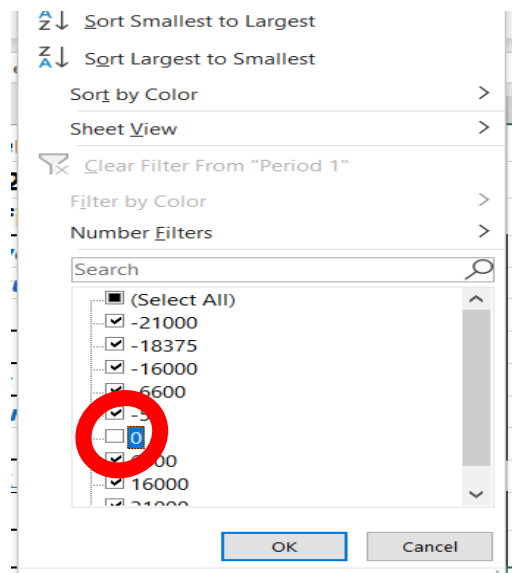 Sort Smallest to Largest
Sort Largest to Smallest
Sort by Color
Sheet View
Clear Filter From "Period 1"
Filter by Color
Number Filters
Search
(Select All)
-21000
-18375
-16000
-6600
0
16000
21000
OK
Cancel